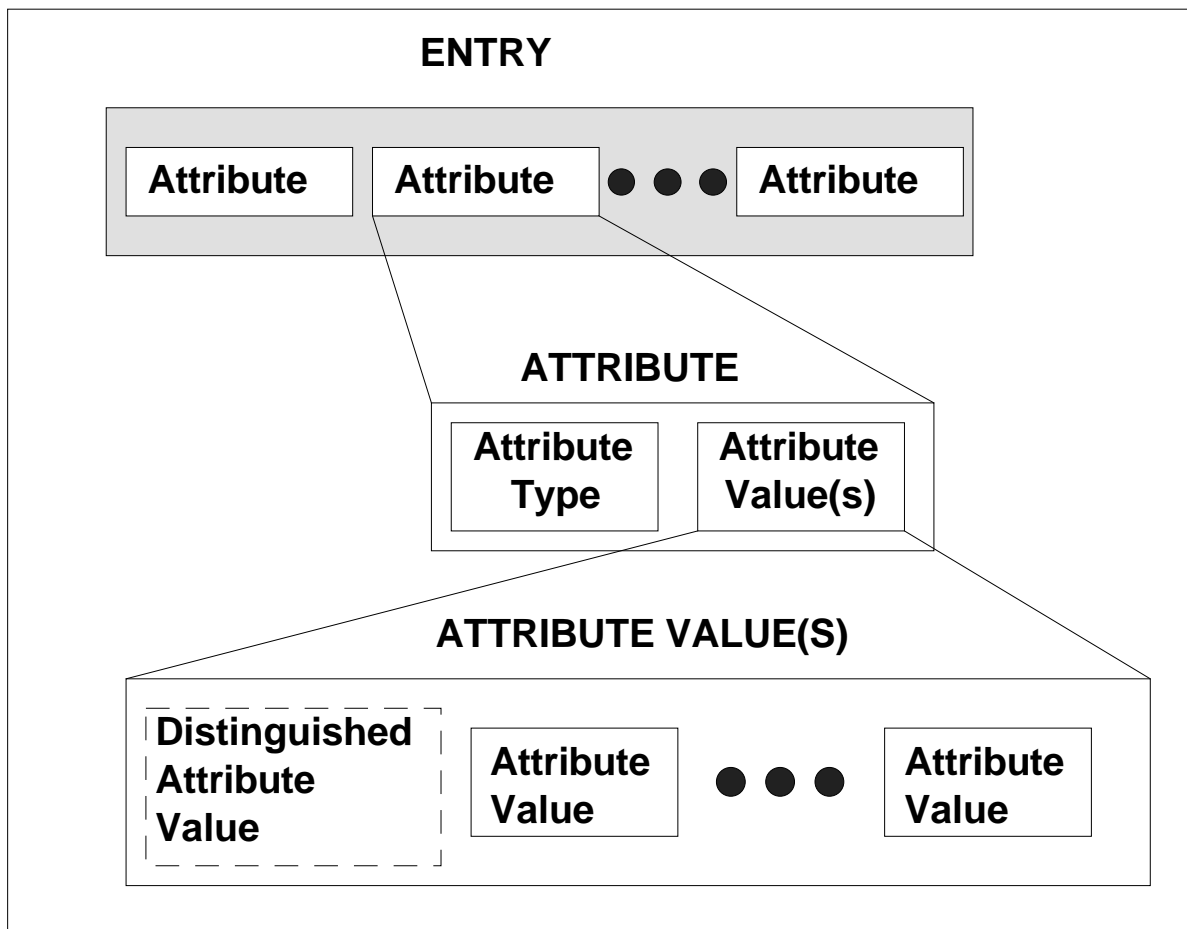 ENTRY
Attribute Attribute Attribute
ATTRIBUTE
Attribute
Type
Attribute
Value(s)
ATTRIBUTE VALUE(S)
Distinguished
Attribute
Value
Attribute
Value
Attribute
Value